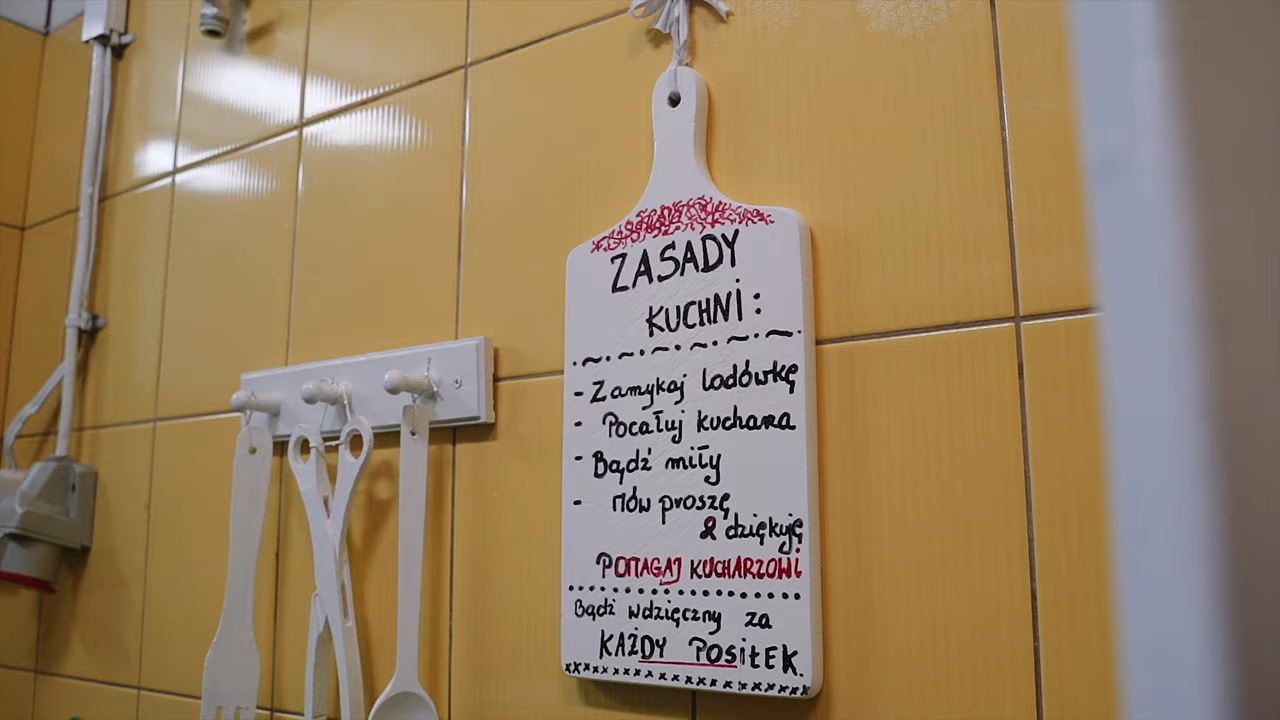 ZASADY
KUCHNi:
- Zamykaj lodówkę
- Pocałuj kucharza
- Bądź miły
- Mów proszę
& dziękuję
POMAGAJ KUCHARZOWi
Bądź wdzięczny za
KAŻDY POSiŁEK.